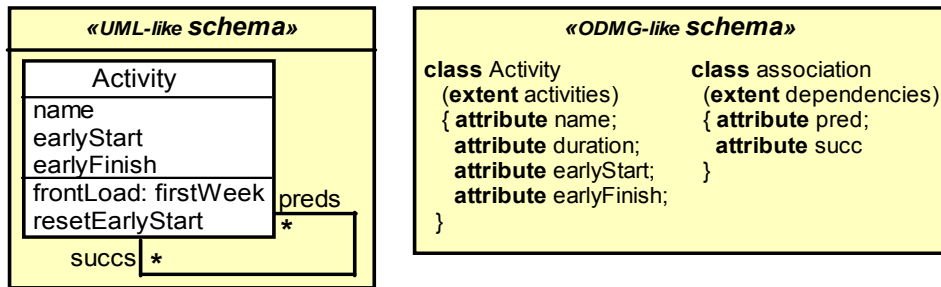 «UML-like schema»
Activity
name
earlyStart
earlyFinish
frontLoad: firstWeek
resetEarlyStart
preds
*
succs *
«ODMG-like schema»
class Activity
(extent activities)
{ attribute name;
attribute duration;
attribute earlyStart;
attribute earlyFinish;
}
class association
(extent dependencies)
{ attribute pred;
attribute succ
}